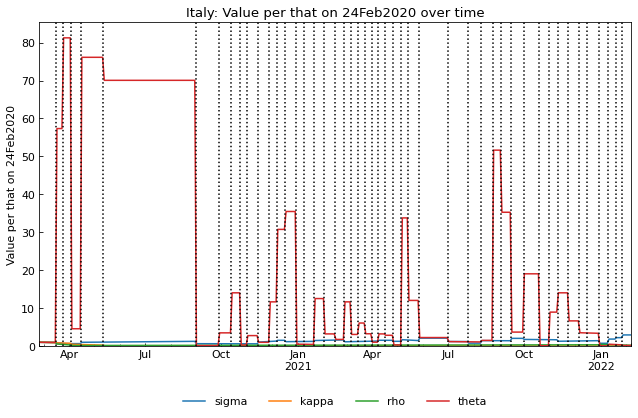 Italy: Value per that on 24Feb2020 over time
Value per that on 24Feb2020
80
70
60
50
40
30
20
10
0
Apr Jul Oct Jan Apr Jul Oct Jan
2021 2022
sigma kappa rho theta